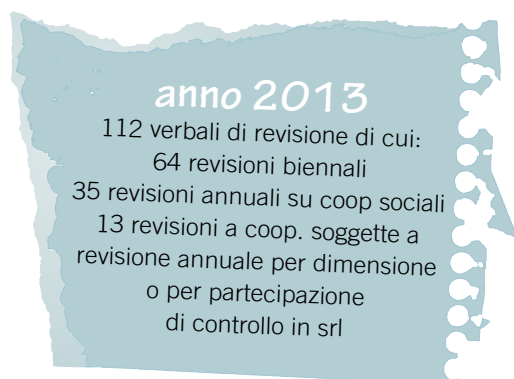 anno 2013
112 verbali di revisione di cui:
64 revisioni biennali
35 revisioni annuali su coop sociali
13 revisioni a coop. soggette a
revisione annuale per dimensione
o per partecipazione
di controllo in srl